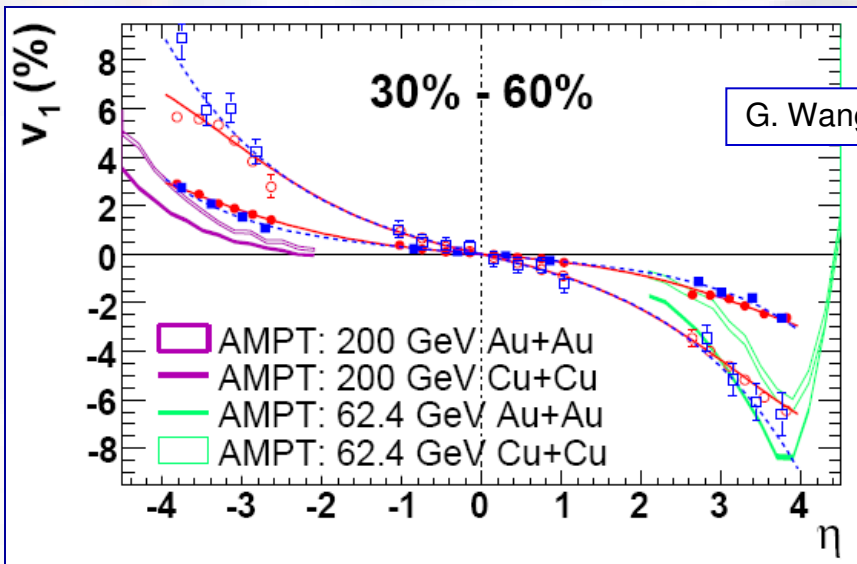 v1 (%)
8
6
4
2
0
-2
-4
-6
-8
30% - 60%
G. Wang
AMPT: 200 GeV Au+Au
AMPT: 200 GeV Cu+Cu
AMPT: 62.4 GeV Au+Au
AMPT: 62.4 GeV Cu+Cu
-4 -3 -2 -1 0 1 2 3 4
η